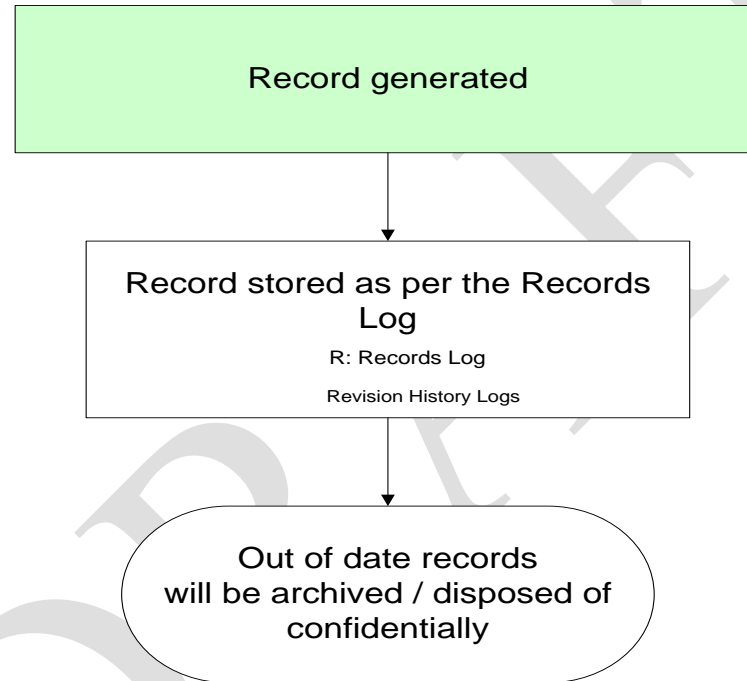 Record generated
Record stored as per the Records
Log
R: Records Log
Revision History Logs
Out of date records
will be archived / disposed of
confidentially